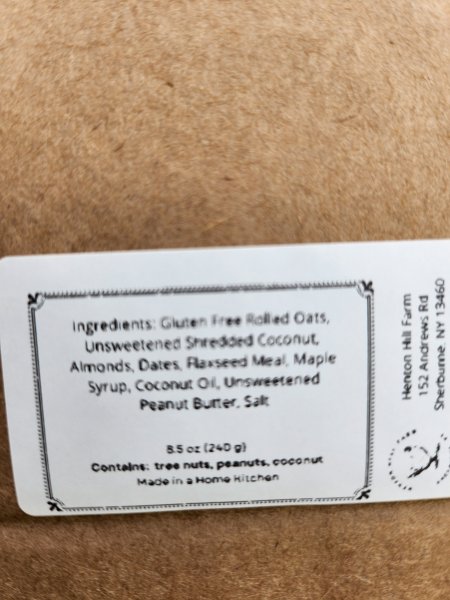 Ingredients: Gluten Free Rolled Oats,
Unsweetened Shredded Coconut,
Almonds, Dates, Flaxseed Meal, Maple
Syrup, Coconut Oil, Unsweetened
Peanut Butter, Salt
8.5 oz (240 g)
Contains: tree nuts, peanuts, coconut
Made in a Home Kitchen
Henton Hill Farm
152 Andrews Rd
Sherburne, NY 13460